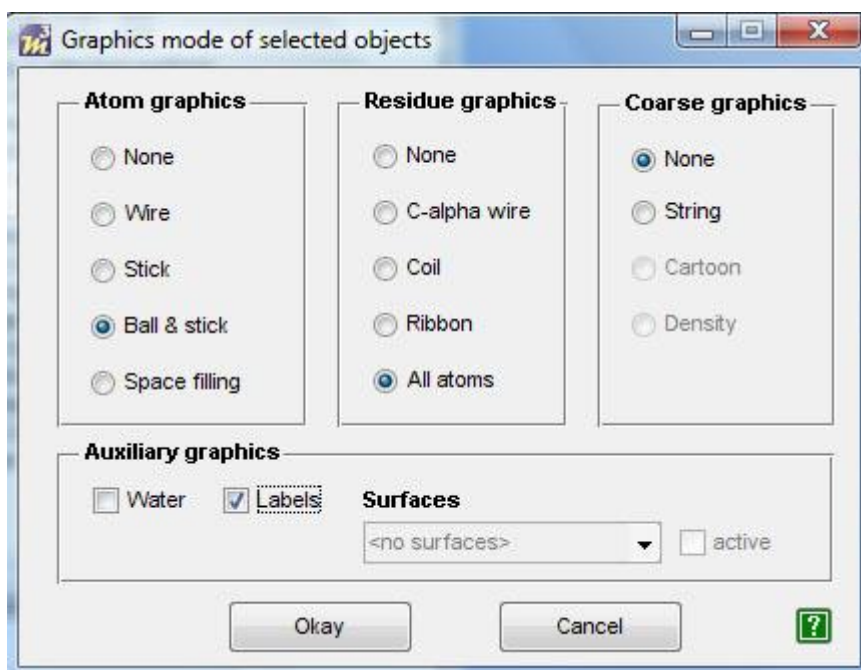 Graphics mode of selected objects
Atom graphics
None
Wire
Stick
Ball & stick
Space filling
Residue graphics
None
C-alpha wire
Coil
Ribbon
All atoms
Coarse graphics
None
String
Cartoon
Density
Auxiliary graphics
Water
Labels
Surfaces
<no surfaces>
active
Okay
Cancel
?